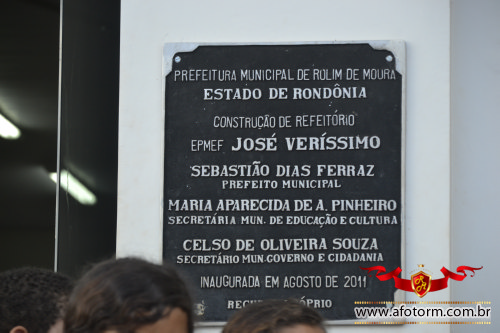 PREFEITURA MUNICIPAL DE ROLIM DE MOURA
ESTADO DE RONDÔNIA
CONSTRUÇÃO DE REFEITÓRIO
EPMEF JOSÉ VERÍSSIMO
SEBASTIÃO DIAS FERRAZ
PREFEITO MUNICIPAL
MARIA APARECIDA DE A. PINHEIRO
SECRETÁRIA MUN. DE EDUCAÇÃO E CULTURA
CELSO DE OLIVEIRA SOUZA
SECRETÁRIO MUN.GOVERNO E CIDADANIA
INAUGURADA EM AGOSTO DE 2011
www.aforp.com.br